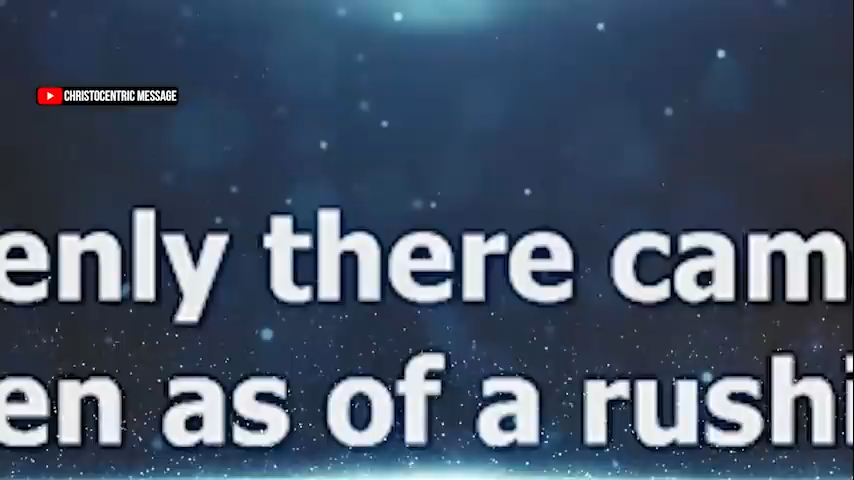 CHRISTOCENTRIC MESSAGE
enly there cam
en as of a rushi